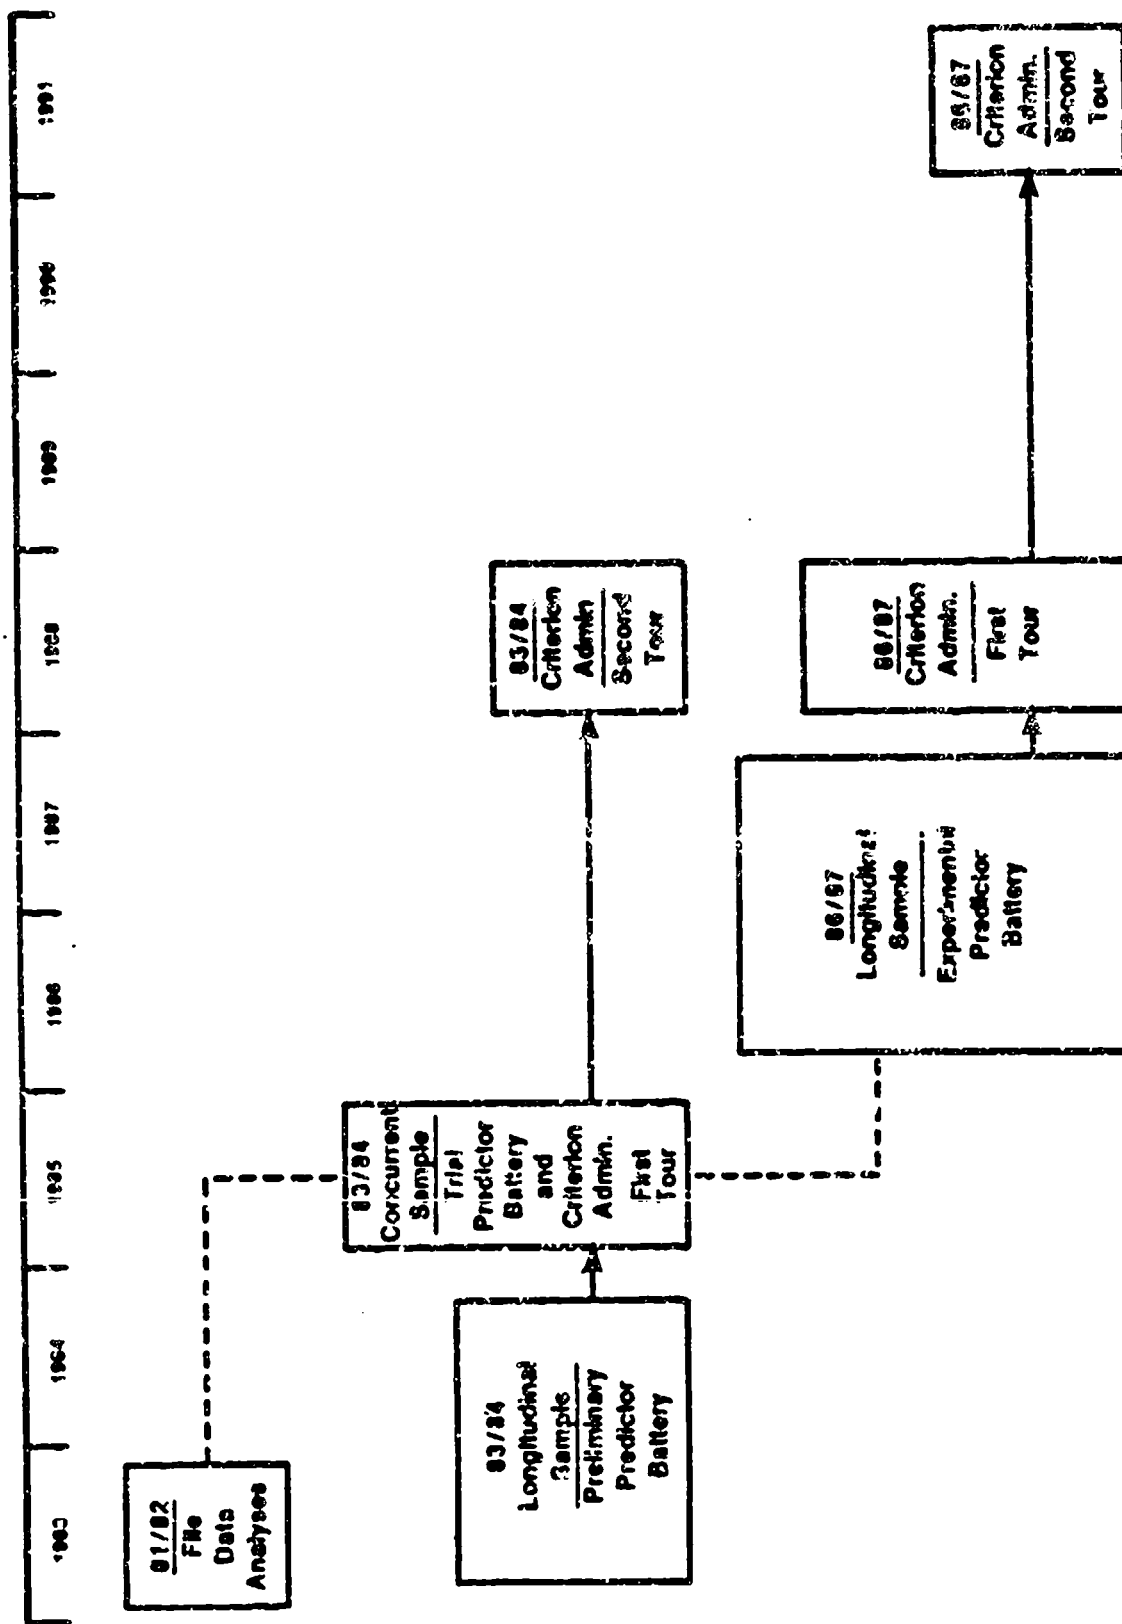 1983
1984
1985
1986
1987
1988
1989
1990
1991
81/82
File
Data
Analyses
83/84
Longitudinal
Sample
Preliminary
Predictor
Battery
83/84
Concurrent
Sample
Trial
Predictor
Battery
and
Criterion
Admin.
First
Tour
83/84
Criterion
Admin
Second
Tour
86/87
Longitudinal
Sample
Experimental
Predictor
Battery
86/87
Criterion
Admin.
First
Tour
86/87
Criterion
Admin.
Second
Tour